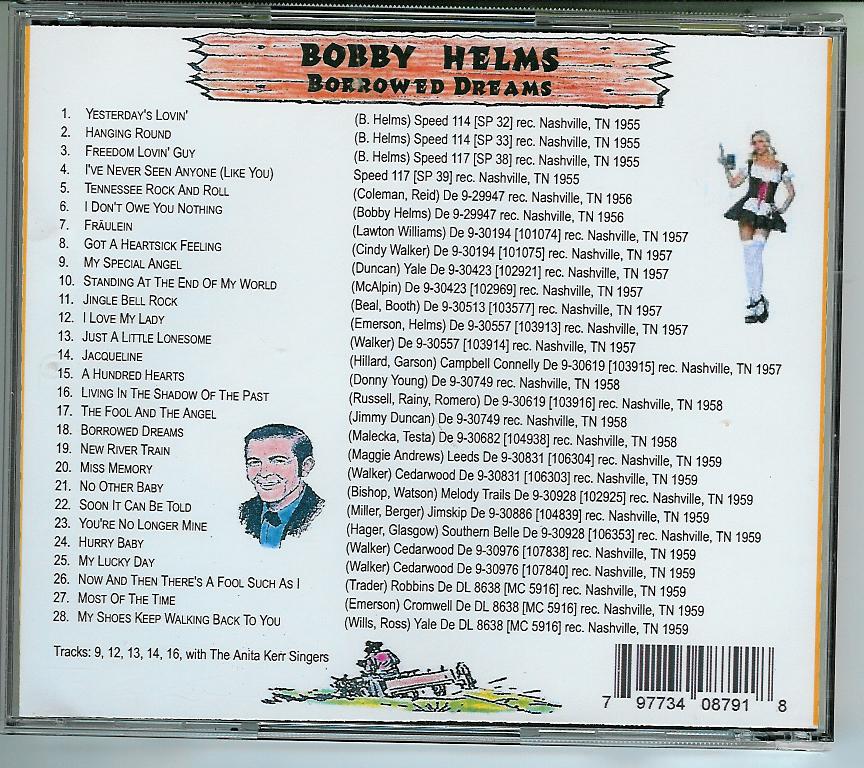 BOBBY HELMS
BORROWED DREAMS
1. YESTERDAY'S LOVIN' (B. Helms) Speed 114 [SP 32] rec. Nashville, TN 1955
2. HANGING ROUND (B. Helms) Speed 114 [SP 33] rec. Nashville, TN 1955
3. FREEDOM LOVIN' GUY (B. Helms) Speed 117 [SP 38] rec. Nashville, TN 1955
4. I'VE NEVER SEEN ANYONE (LIKE YOU) Speed 117 [SP 39] rec. Nashville, TN 1955
5. TENNESSEE ROCK AND ROLL (Coleman, Reid) De 9-29947 rec. Nashville, TN 1956
6. I DON'T OWE YOU NOTHING (Bobby Helms) De 9-29947 rec. Nashville, TN 1956
7. FRÄULEIN (Lawton Williams) De 9-30194 [101074] rec. Nashville, TN 1957
8. GOT A HEARTSICK FEELING (Cindy Walker) De 9-30194 [101075] rec. Nashville, TN 1957
9. MY SPECIAL ANGEL (Duncan) Yale De 9-30423 [102921] rec. Nashville, TN 1957
10. STANDING AT THE END OF MY WORLD (McAlpin) De 9-30423 [102969] rec. Nashville, TN 1957
11. JINGLE BELL ROCK (Beal, Booth) De 9-30513 [103577] rec. Nashville, TN 1957
12. I LOVE MY LADY (Emerson, Helms) De 9-30557 [103913] rec. Nashville, TN 1957
13. JUST A LITTLE LONESOME (Walker) De 9-30557 [103914] rec. Nashville, TN 1957
14. JACQUELINE (Hillard, Garson) Campbell Connelly De 9-30619 [103915] rec. Nashville, TN 1957
15. A HUNDRED HEARTS (Donny Young) De 9-30749 rec. Nashville, TN 1958
16. LIVING IN THE SHADOW OF THE PAST (Russell, Rainy, Romero) De 9-30619 [103916] rec. Nashville, TN 1958
17. THE FOOL AND THE ANGEL (Jimmy Duncan) De 9-30749 rec. Nashville, TN 1958
18. BORROWED DREAMS (Malecka, Testa) De 9-30682 [104938] rec. Nashville, TN 1958
19. NEW RIVER TRAIN (Maggie Andrews) Leeds De 9-30831 [106304] rec. Nashville, TN 1959
20. MISS MEMORY (Walker) Cedarwood De 9-30831 [106303] rec. Nashville, TN 1959
21. NO OTHER BABY (Bishop, Watson) Melody Trails De 9-30928 [102925] rec. Nashville, TN 1959
22. SOON IT CAN BE TOLD (Miller, Berger) Jimskip De 9-30886 [104839] rec. Nashville, TN 1959
23. YOU'RE NO LONGER MINE (Hager, Glasgow) Southern Belle De 9-30928 [106353] rec. Nashville, TN 1959
24. HURRY BABY (Walker) Cedarwood De 9-30976 [107838] rec. Nashville, TN 1959
25. MY LUCKY DAY (Walker) Cedarwood De 9-30976 [107840] rec. Nashville, TN 1959
26. NOW AND THEN THERE'S A FOOL SUCH AS I (Trader) Robbins De DL 8638 [MC 5916] rec. Nashville, TN 1959
27. MOST OF THE TIME (Emerson) Cromwell De DL 8638 [MC 5916] rec. Nashville, TN 1959
28. MY SHOES KEEP WALKING BACK TO YOU (Wills, Ross) Yale De DL 8638 [MC 5916] rec. Nashville, TN 1959
Tracks: 9, 12, 13, 14, 16, with The Anita Kerr Singers
7 97734 08791 8